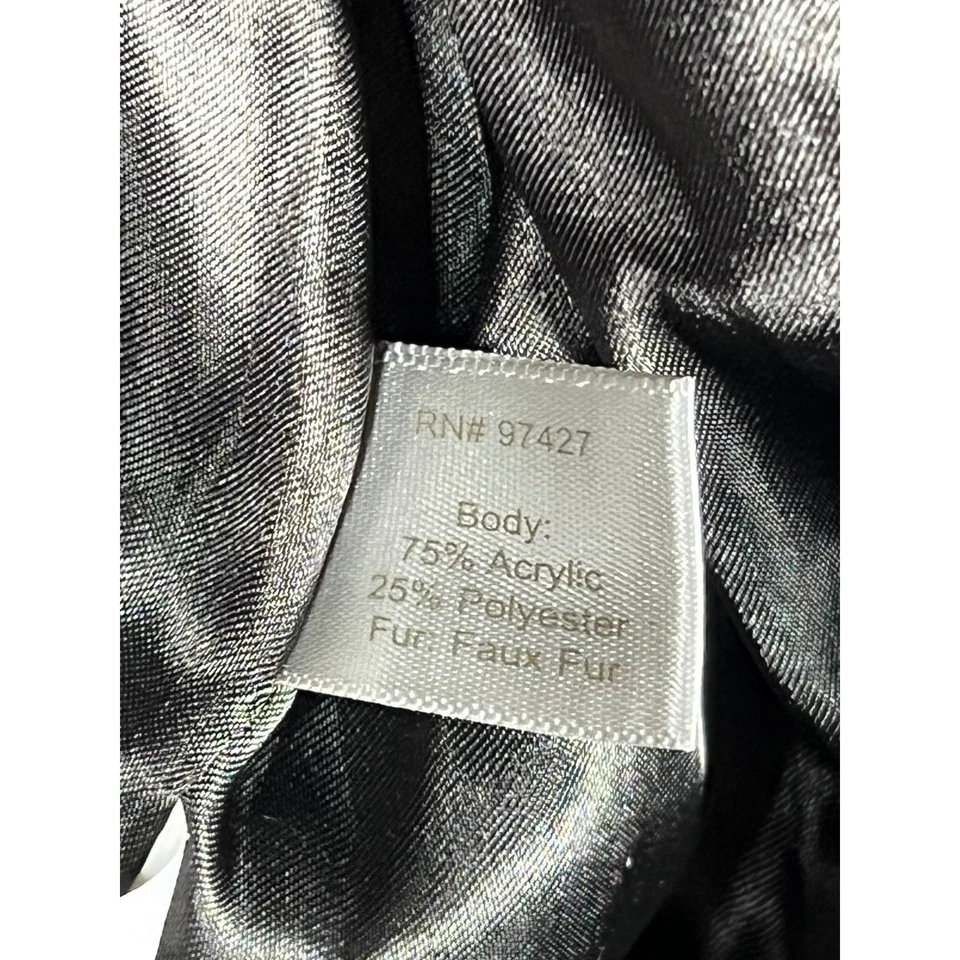 RN# 97427
Body:
75% Acrylic
25% Polyester
Fur: Faux Fur